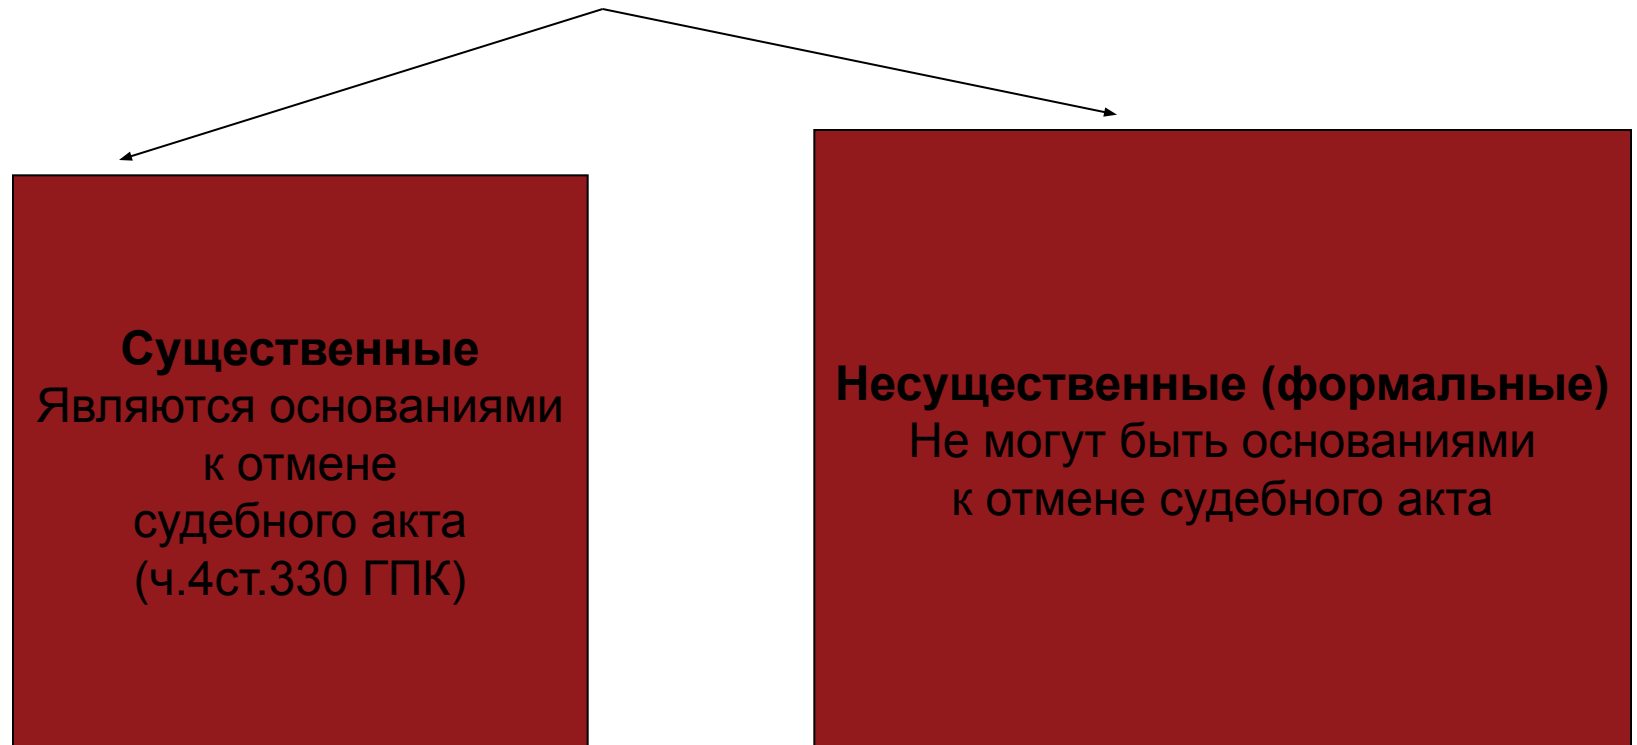 Существенные
Являются основаниями
к отмене
судебного акта
(ч.4ст.330 ГПК)
Несущественные (формальные)
Не могут быть основаниями
к отмене судебного акта